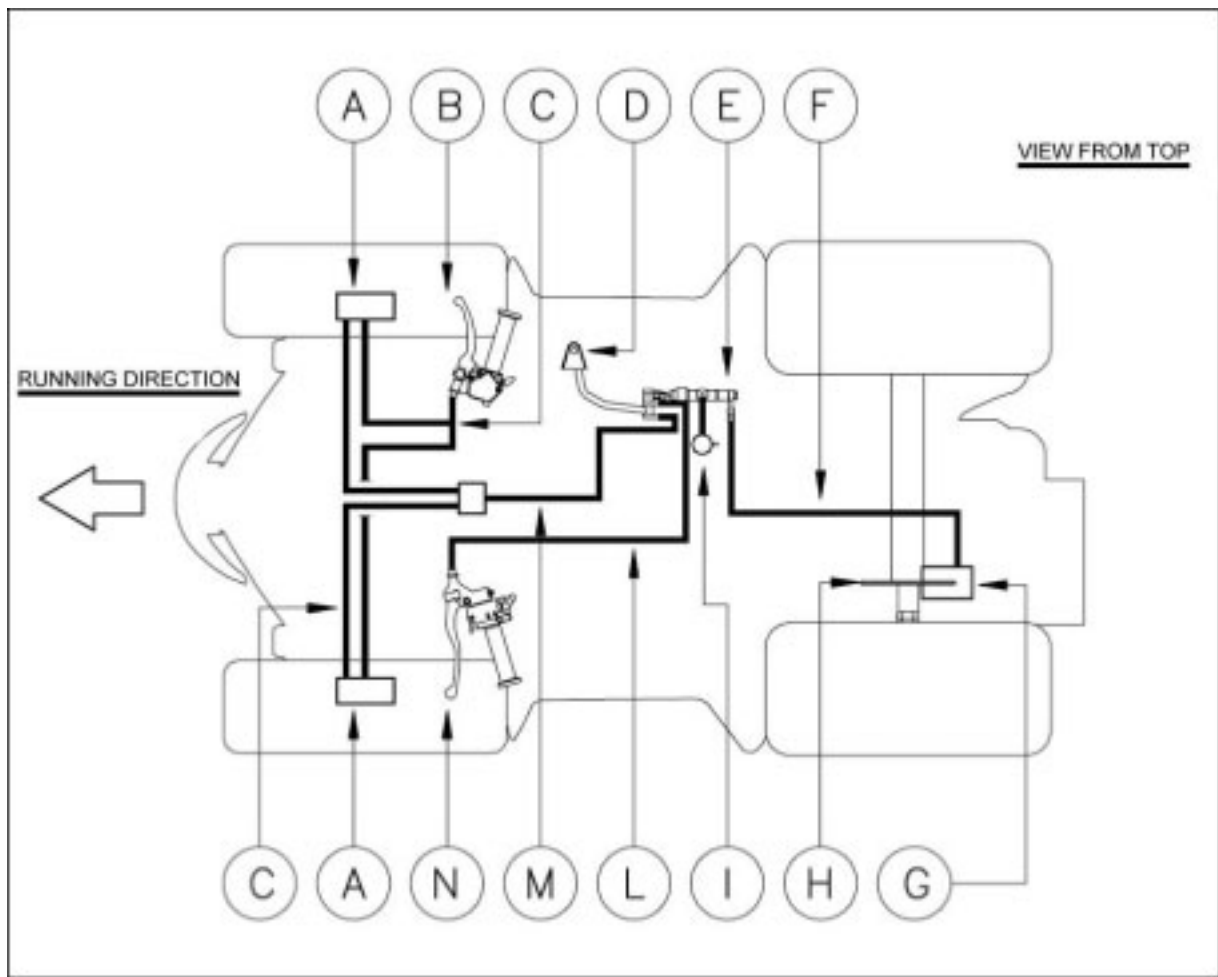 A B C D E F
VIEW FROM TOP
RUNNING DIRECTION
C A N M L I H G